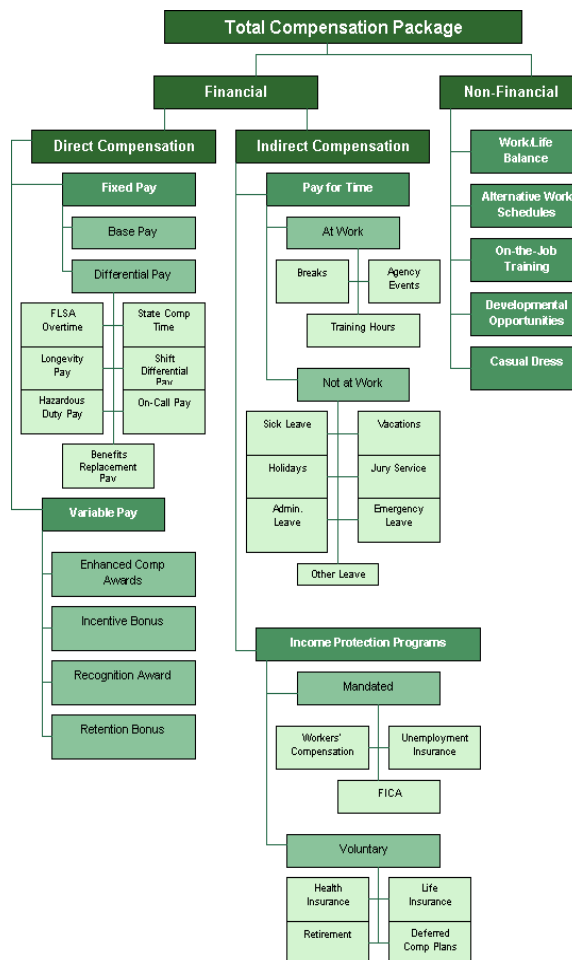 Total Compensation Package
Financial
Non-Financial
Direct Compensation
Indirect Compensation
Work/Life
Balance
Fixed Pay
Pay for Time
Alternative Work
Schedules
Base Pay
At Work
On-the-Job
Training
Differential Pay
Breaks
Agency
Events
FLSA
Overtime
State Comp
Time
Training Hours
Developmental
Opportunities
Longevity
Pay
Shift
Differential
Pay
Casual Dress
Hazardous
Duty Pay
On-Call Pay
Not at Work
Benefits
Replacement
Pay
Sick Leave
Vacations
Holidays
Jury Service
Admin.
Leave
Emergency
Leave
Other Leave
Variable Pay
Enhanced Comp
Awards
Incentive Bonus
Recognition Award
Retention Bonus
Income Protection Programs
Mandated
Workers'
Compensation
Unemployment
Insurance
FICA
Voluntary
Health
Insurance
Life
Insurance
Retirement
Deferred
Comp Plans